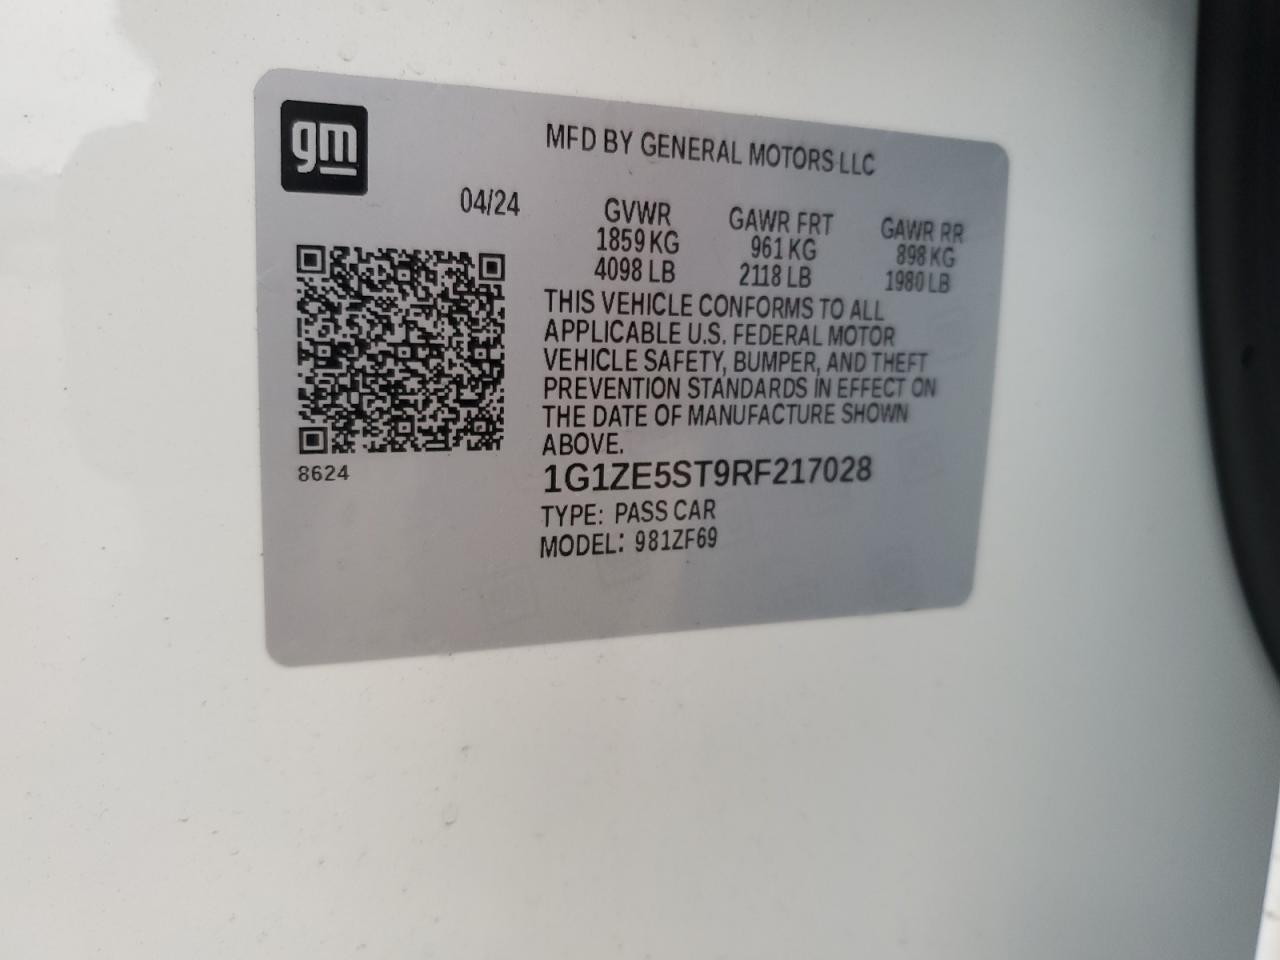 gm
MFD BY GENERAL MOTORS LLC
04/24
GVWR GAWR FRT GAWR RR
1859 KG 961 KG 898 KG
4098 LB 2118 LB 1980 LB
THIS VEHICLE CONFORMS TO ALL
APPLICABLE U.S. FEDERAL MOTOR
VEHICLE SAFETY, BUMPER, AND THEFT
PREVENTION STANDARDS IN EFFECT ON
THE DATE OF MANUFACTURE SHOWN
ABOVE.
8624
1G1ZE5ST9RF217028
TYPE: PASS CAR
MODEL: 981ZF69